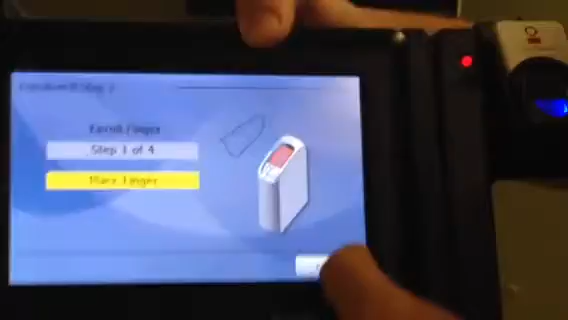 Enroll Finger
Step 1 of 4
Place Finger